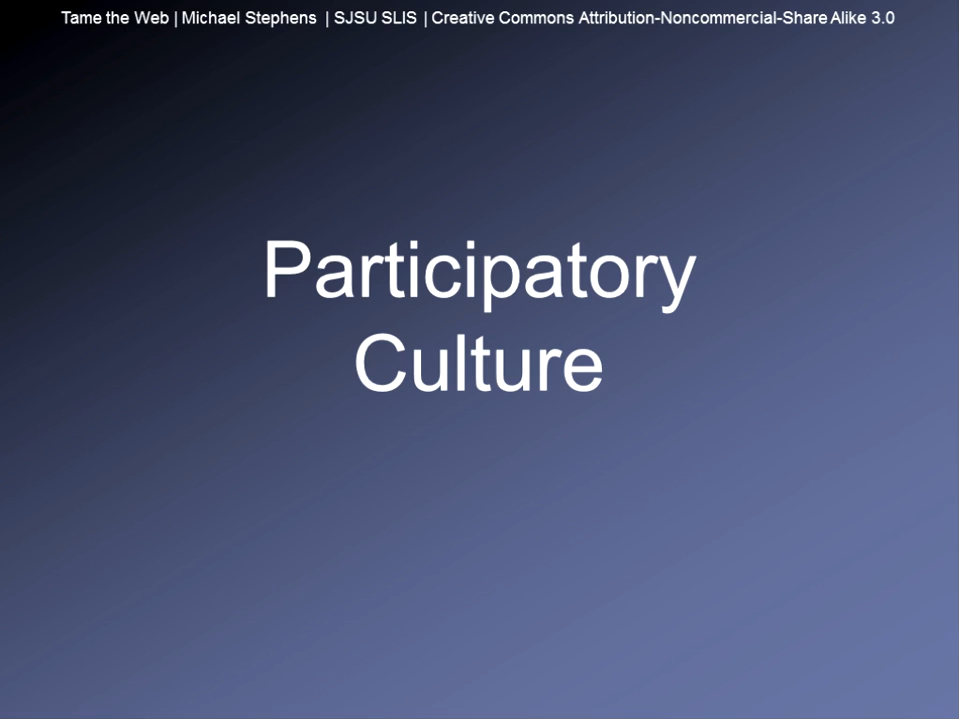 Tame the Web | Michael Stephens | SJSU SLIS | Creative Commons Attribution-Noncommercial-Share Alike 3.0
Participatory
Culture